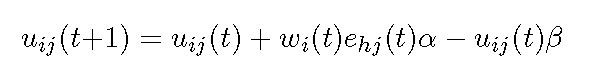 u_{ij}(t+1) = u_{ij}(t) + w_i(t)e_{hj}(t)α − u_{ij}(t)β